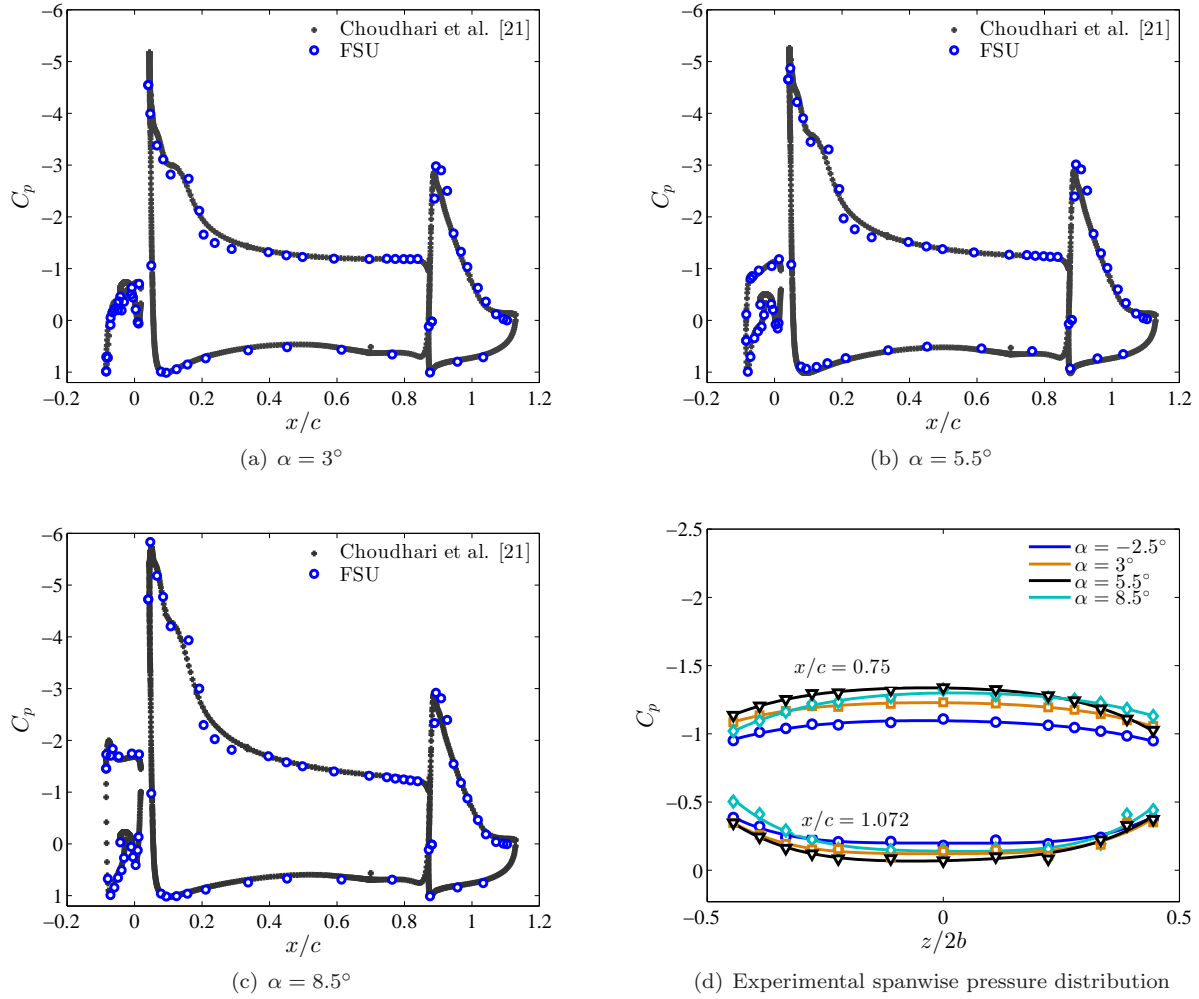 −6
−5
−4
−3
−2
−1
0
1
C_p
−0.2 0 0.2 0.4 0.6 0.8 1 1.2
x/c
Choudhari et al. [21]
FSU
(a) α = 3°
−6
−5
−4
−3
−2
−1
0
1
C_p
−0.2 0 0.2 0.4 0.6 0.8 1 1.2
x/c
Choudhari et al. [21]
FSU
(b) α = 5.5°
−6
−5
−4
−3
−2
−1
0
1
C_p
−0.2 0 0.2 0.4 0.6 0.8 1 1.2
x/c
Choudhari et al. [21]
FSU
(c) α = 8.5°
−2.5
−2
−1.5
−1
−0.5
0
C_p
−0.5 0 0.5
z/2b
α = −2.5°
α = 3°
α = 5.5°
α = 8.5°
x/c = 0.75
x/c = 1.072
(d) Experimental spanwise pressure distribution